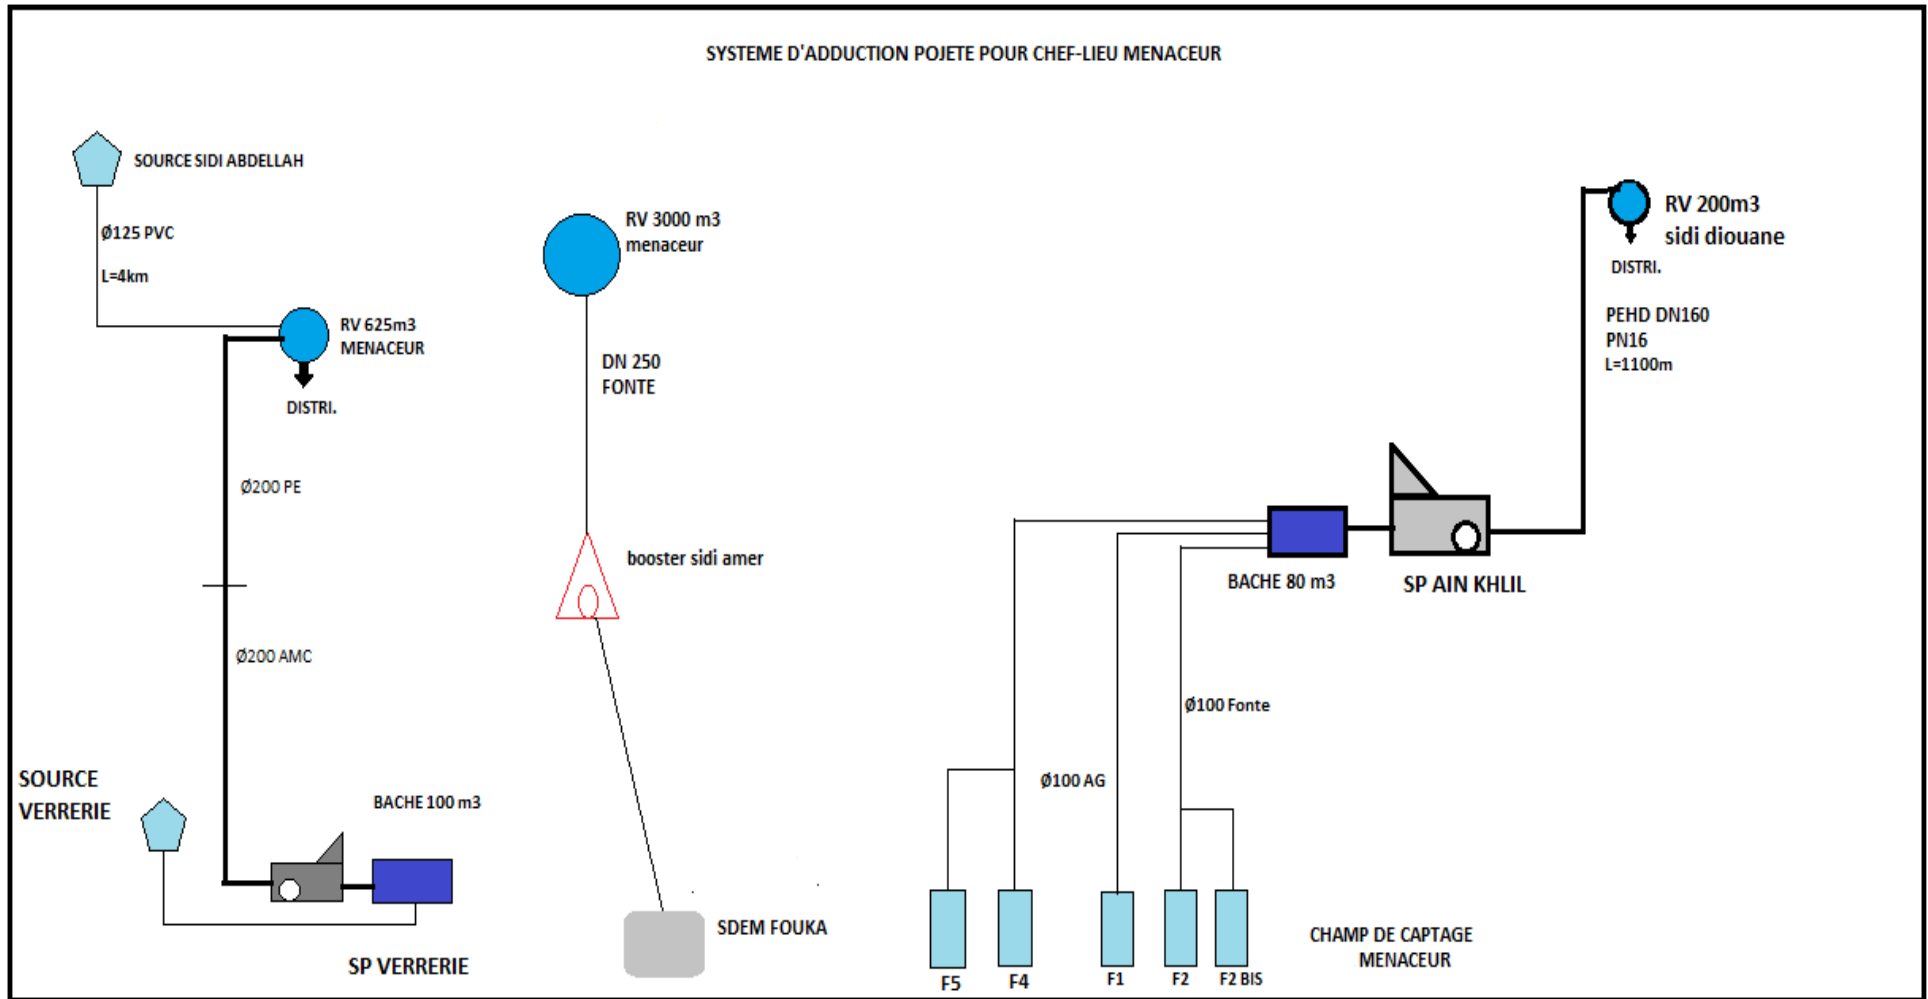 SYSTEME D'ADDUCTION POJETE POUR CHEF-LIEU MENACEUR
SOURCE SIDI ABDELLAH
Ø125 PVC
L=4km
RV 625m3
MENACEUR
DISTRI.
Ø200 PE
Ø200 AMC
SOURCE
VERRERIE
BACHE 100 m3
SP VERRERIE
RV 3000 m3
menaceur
DN 250
FONTE
booster sidi amer
SDEM FOUKA
RV 200m3
sidi diouane
DISTRI.
PEHD DN160
PN16
L=1100m
BACHE 80 m3
SP AIN KHLIL
Ø100 Fonte
Ø100 AG
F5
F4
F1
F2
F2 BIS
CHAMP DE CAPTAGE
MENACEUR